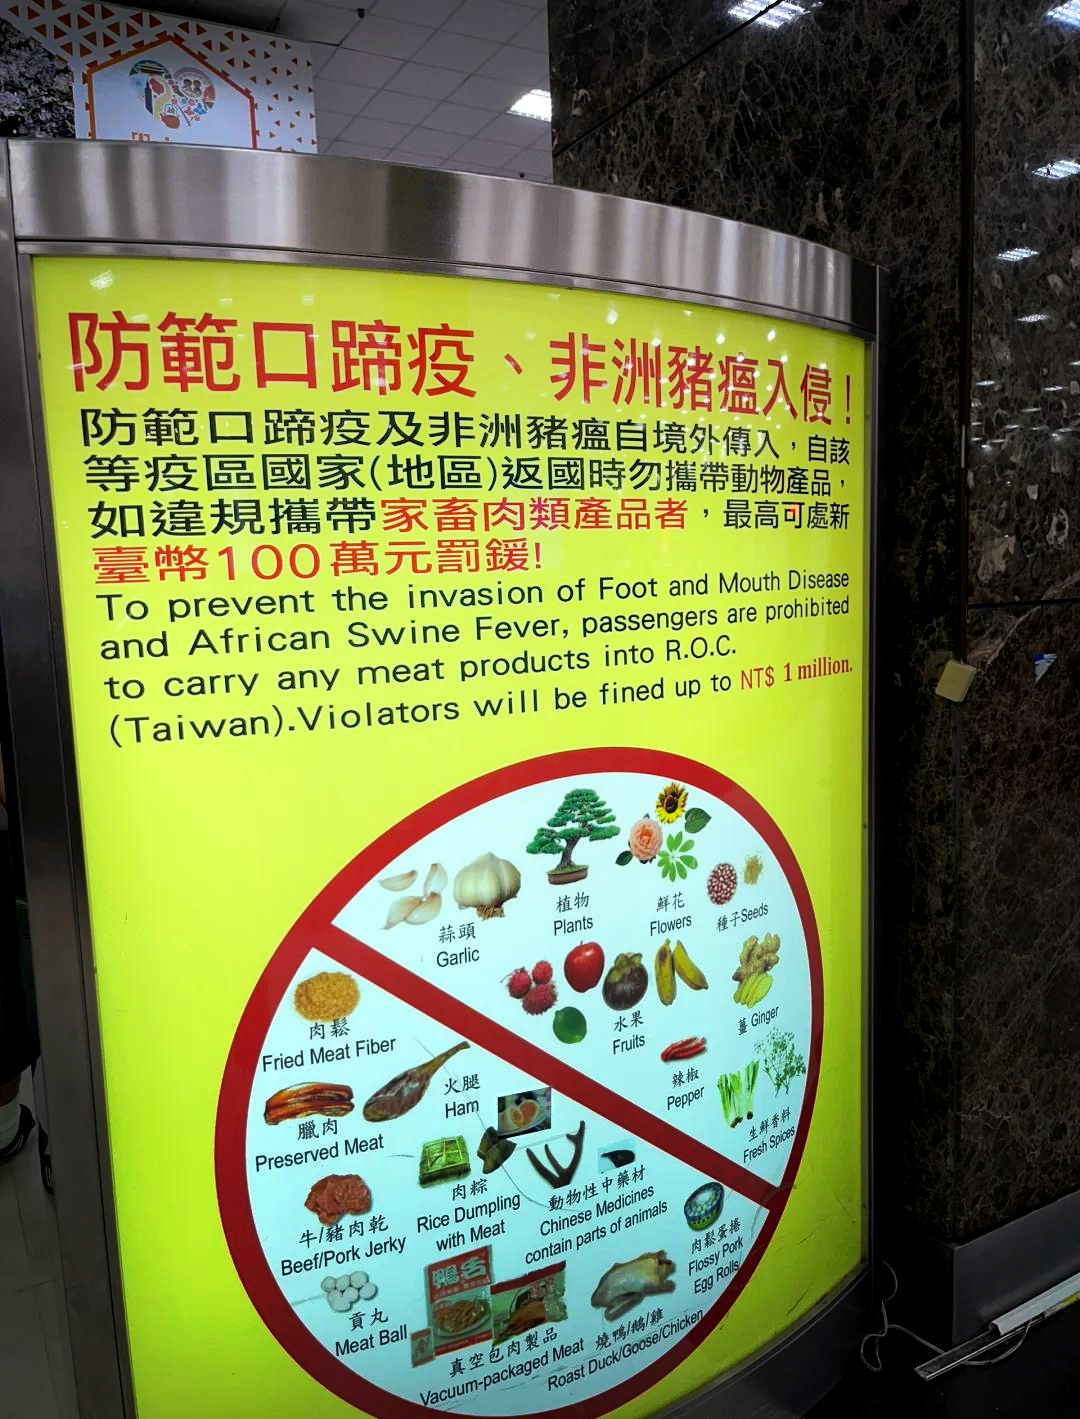 防範口蹄疫、非洲豬瘟入侵！
防範口蹄疫及非洲豬瘟自境外傳入，自該
等疫區國家(地區)返國時勿攜帶動物產品，
如違規攜帶家畜肉類產品者，最高可處新
臺幣100萬元罰鍰!
To prevent the invasion of Foot and Mouth Disease
and African Swine Fever, passengers are prohibited
to carry any meat products into R.O.C.
(Taiwan).Violators will be fined up to NT$ 1 million.
蒜頭
Garlic
植物
Plants
鮮花
Flowers
種子Seeds
水果
Fruits
薑 Ginger
辣椒
Pepper
生鮮香料
Fresh Spices
肉鬆
Fried Meat Fiber
火腿
Ham
臘肉
Preserved Meat
肉粽
Rice Dumpling
with Meat
動物性中藥材
Chinese Medicines
contain parts of animals
牛/豬肉乾
Beef/Pork Jerky
肉鬆蛋捲
Flossy Pork
Egg Rolls
貢丸
Meat Ball
鴨舌
真空包肉製品
Vacuum-packaged Meat
燒鴨/鵝/雞
Roast Duck/Goose/Chicken